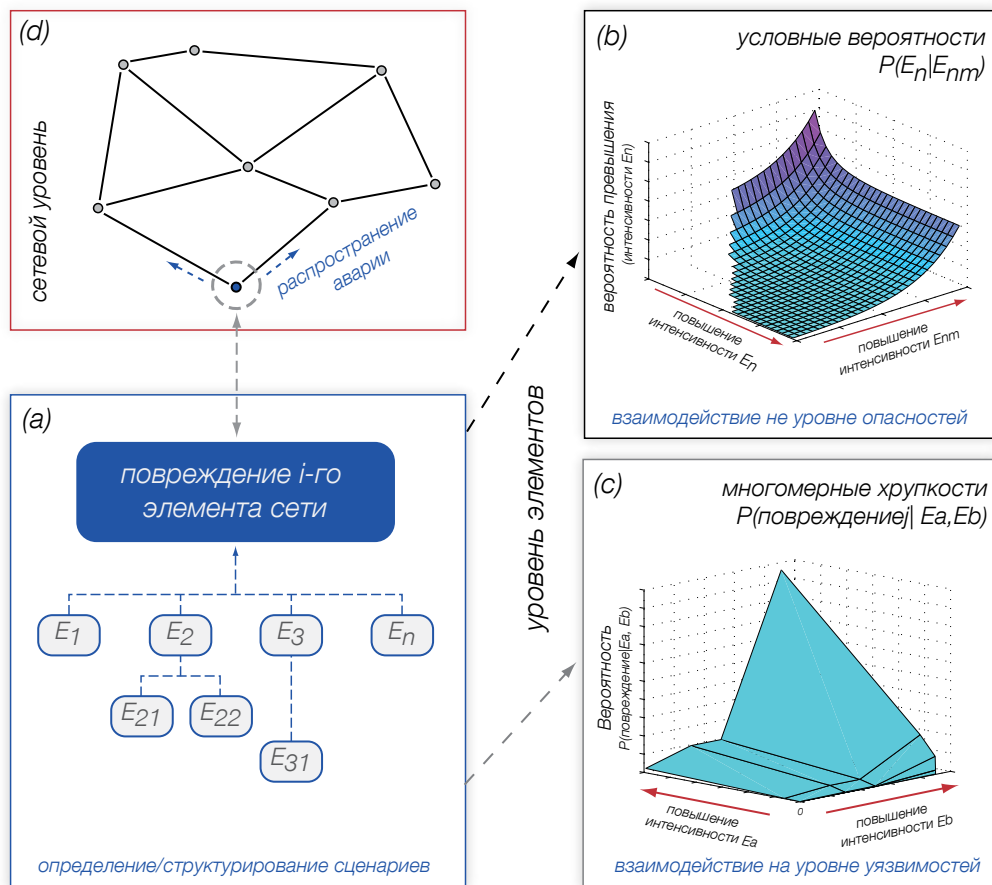 (d)
сетевой уровень
распространение
аварии
(a)
повреждение i-го
элемента сети
E1
E2
E3
En
E21
E22
E31
определение/структурирование сценариев
уровень элементов
(b)
условные вероятности
P(En|Enm)
вероятность превышения
(интенсивности En)
повышение
интенсивности En
повышение
интенсивности Enm
взаимодействие не уровне опасностей
(c)
многомерные хрупкости
P(повреждениеj| Ea,Eb)
Вероятность
P(повреждение|Ea, Eb)
0
повышение
интенсивности Ea
повышение
интенсивности Eb
взаимодействие на уровне уязвимостей